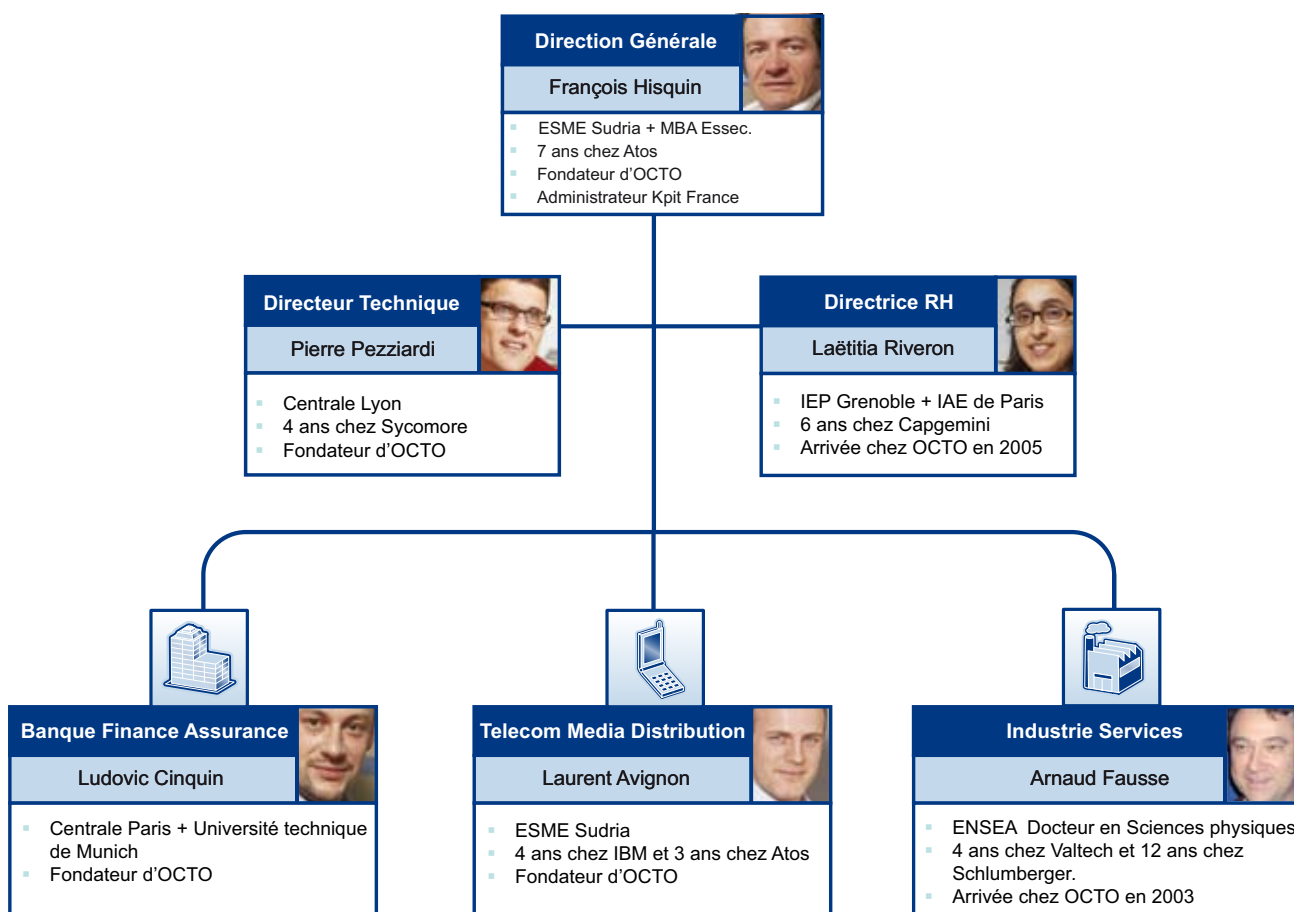 Direction Générale
François Hisquin
ESME Sudria + MBA Essec.
7 ans chez Atos
Fondateur d’OCTO
Administrateur Kpit France
Directeur Technique
Pierre Pezziardi
Centrale Lyon
4 ans chez Sycomore
Fondateur d’OCTO
Directrice RH
Laëtitia Riveron
IEP Grenoble + IAE de Paris
6 ans chez Capgemini
Arrivée chez OCTO en 2005
Banque Finance Assurance
Ludovic Cinquin
Centrale Paris + Université technique
de Munich
Fondateur d’OCTO
Telecom Media Distribution
Laurent Avignon
ESME Sudria
4 ans chez IBM et 3 ans chez Atos
Fondateur d’OCTO
Industrie Services
Arnaud Fausse
ENSEA Docteur en Sciences physiques
4 ans chez Valtech et 12 ans chez
Schlumberger.
Arrivée chez OCTO en 2003